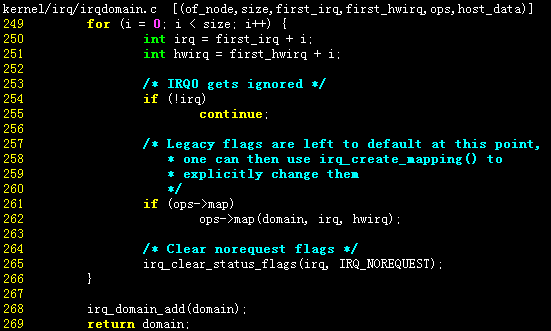 kernel/irq/irqdomain.c [(of_node,size,first_irq,first_hwirq,ops,host_data)]
249 for (i = 0; i < size; i++) {
250 int irq = first_irq + i;
251 int hwirq = first_hwirq + i;
252
253 /* IRQ0 gets ignored */
254 if (!irq)
255 continue;
256
257 /* Legacy flags are left to default at this point,
258 * one can then use irq_create_mapping() to
259 * explicitly change them
260 */
261 if (ops->map)
262 ops->map(domain, irq, hwirq);
263
264 /* Clear norequest flags */
265 irq_clear_status_flags(irq, IRQ_NOREQUEST);
266 }
267
268 irq_domain_add(domain);
269 return domain;